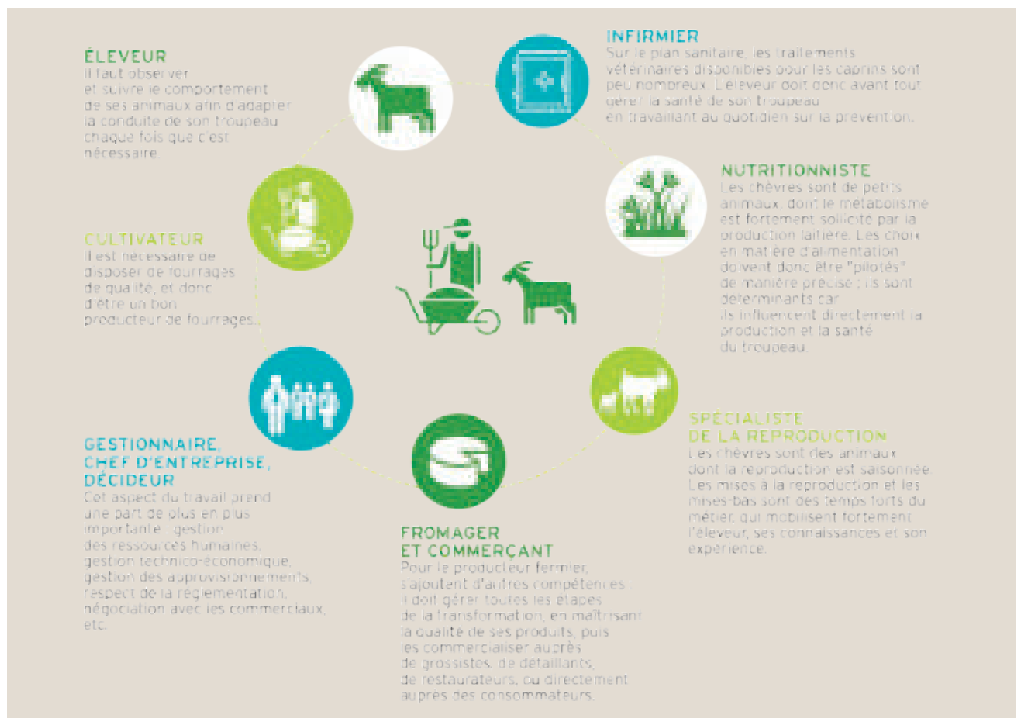 ÉLEVEUR
Il faut observer
et suivre le comportement
de ses animaux afin d'adapter
la conduite de son troupeau
chaque fois que c'est
nécessaire.
INFIRMIER
Sur le plan sanitaire, les traitements
vétérinaires disponibles pour les caprins sont
peu nombreux. L'éleveur doit donc avant tout
gérer la santé de son troupeau
en travaillant au quotidien sur la prévention.
NUTRITIONNISTE
Les chèvres sont de petits
animaux, dont le métabolisme
est fortement sollicité par la
production laitière. Les choix
en matière d'alimentation
doivent donc être "pilotés"
de manière précise ; ils sont
déterminants car
ils influencent directement la
production et la santé
du troupeau.
SPÉCIALISTE
DE LA REPRODUCTION
Les chèvres sont des animaux
dont la reproduction est saisonnée.
Les mises à la reproduction et les
mises-bas sont des temps forts du
métier, qui mobilisent fortement
l'éleveur, ses connaissances et son
expérience.
FROMAGER
ET COMMERÇANT
Pour le producteur fermier,
s'ajoutent d'autres compétences :
il doit gérer toutes les étapes
de la transformation, en maîtrisant
la qualité de ses produits, puis
les commercialiser auprès
de grossistes, de détaillants,
de restaurateurs, ou directement
auprès des consommateurs.
GESTIONNAIRE,
CHEF D'ENTREPRISE,
DÉCIDEUR
Cet aspect du travail prend
une part de plus en plus
importante : gestion
des ressources humaines,
gestion technico-économique,
gestion des approvisionnements,
respect de la réglementation,
négociation avec les commerciaux,
etc.
CULTIVATEUR
Il est nécessaire de
disposer de fourrages
de qualité, et donc
d'être un bon
producteur de fourrages.